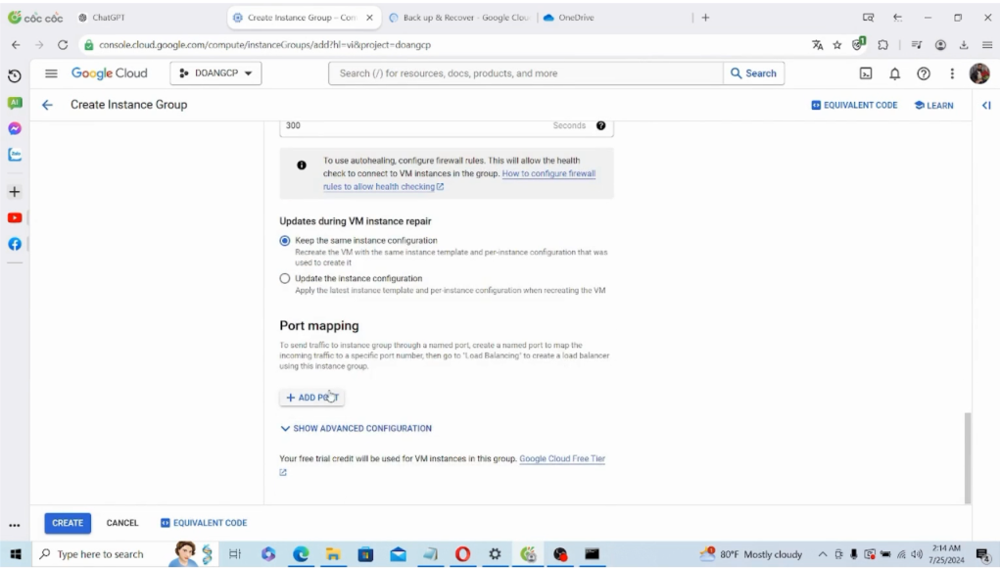 cốc cốc
ChatGPT
Create Instance Group – Con
Back up & Recover - Google Clou
OneDrive
console.cloud.google.com/compute/instanceGroups/add?hl=vi&project=doangcp
Google Cloud
DOANGCP
Search (/) for resources, docs, products, and more
Search
Create Instance Group
EQUIVALENT CODE
LEARN
300
Seconds
To use autohealing, configure firewall rules. This will allow the health
check to connect to VM instances in the group. How to configure firewall
rules to allow health checking
Updates during VM instance repair
Keep the same instance configuration
Recreate the VM with the same instance template and per-instance configuration that was
used to create it
Update the instance configuration
Apply the latest instance template and per-instance configuration when recreating the VM
Port mapping
To send traffic to instance group through a named port, create a named port to map the
incoming traffic to a specific port number, then go to "Load Balancing" to create a load balancer
using this instance group.
+ ADD PORT
SHOW ADVANCED CONFIGURATION
Your free trial credit will be used for VM instances in this group. Google Cloud Free Tier
CREATE
CANCEL
EQUIVALENT CODE
Type here to search
80°F Mostly cloudy
2:14 AM
7/25/2024